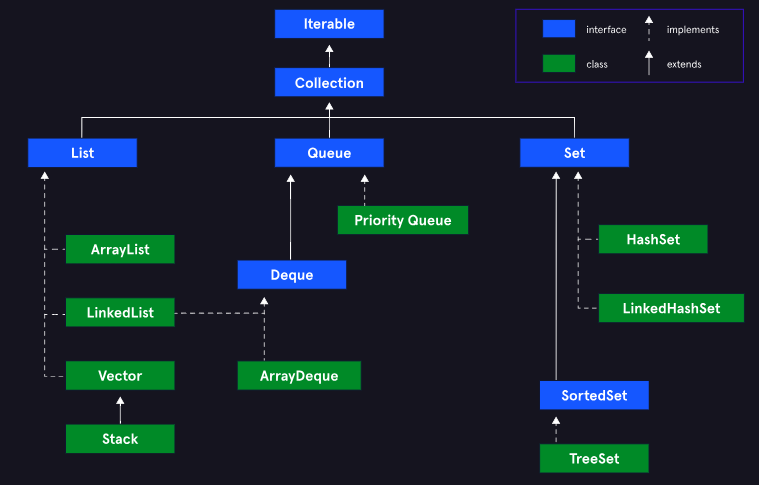 Iterable
interface
implements
class
extends
Collection
List
Queue
Set
Priority Queue
HashSet
ArrayList
Deque
LinkedHashSet
LinkedList
Vector
ArrayDeque
SortedSet
Stack
TreeSet